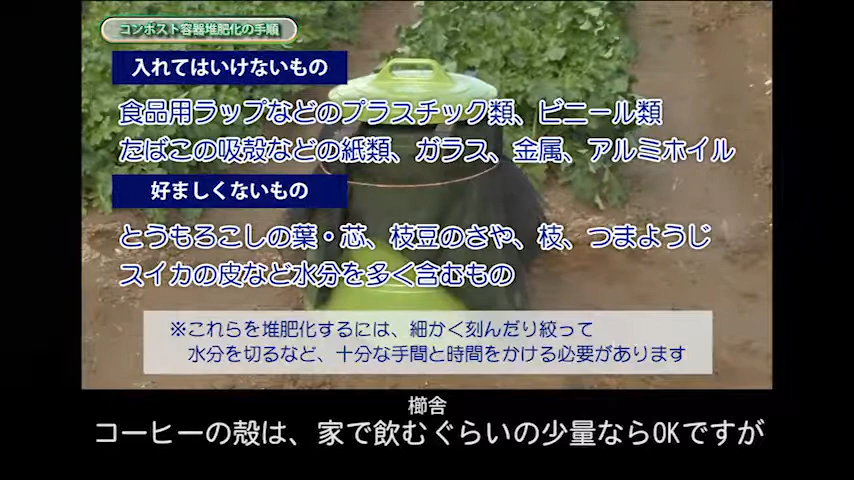 コンポスト容器堆肥化の手順
入れてはいけないもの
食品用ラップなどのプラスチック類、ビニール類
たばこの吸殻などの紙類、ガラス、金属、アルミホイル
好ましくないもの
とうもろこしの葉・芯、枝豆のさや、枝、つまようじ
スイカの皮など水分を多く含むもの
※これらを堆肥化するには、細かく刻んだり絞って
水分を切るなど、十分な手間と時間をかける必要があります
櫛舎
コーヒーの殻は、家で飲むぐらいの少量ならOKですが